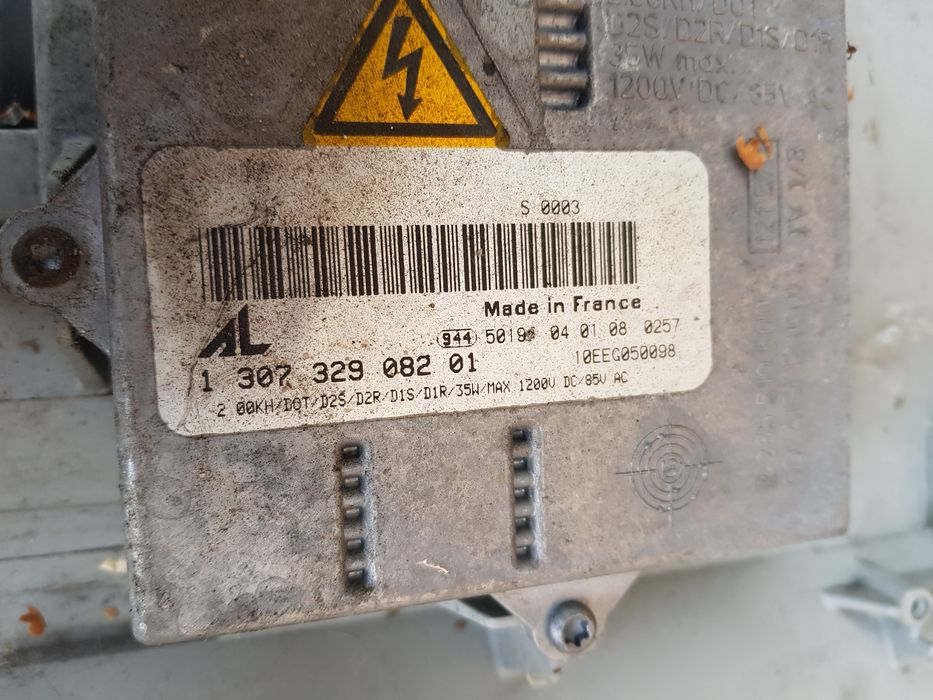 D2S/D2R/D1S/D1R
35W max.
1200V DC/85V AC
S 0003
Made in France
AL
944 5019 04 01 08 0257
1 307 329 082 01
10EEG050098
2 00KH/DOT/D2S/D2R/D1S/D1R/35W/MAX 1200V DC/85V AC